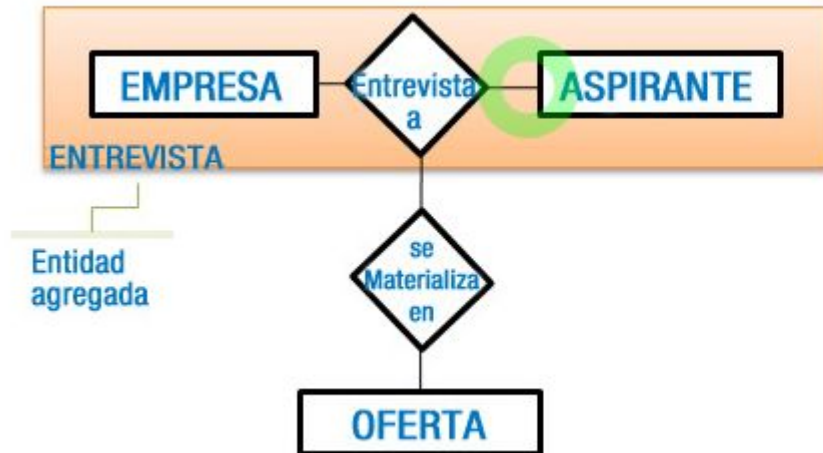 EMPRESA
Entrevista
a
ASPIRANTE
ENTREVISTA
Entidad
agregada
se
Materializa
en
OFERTA